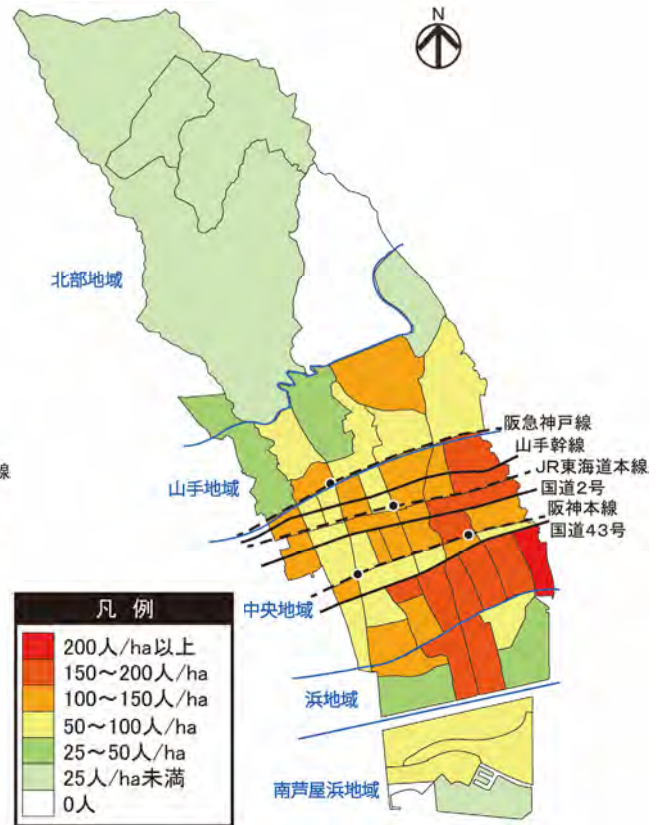 N
北部地域
阪急神戸線
山手幹線
線
JR東海道本線
山手地域
国道2号
阪神本線
国道43号
凡例
中央地域
200人/ha以上
150～200人/ha
100～150人/ha
浜地域
50～100人/ha
25～50人/ha
25人/ha未満
南芦屋浜地域
0人